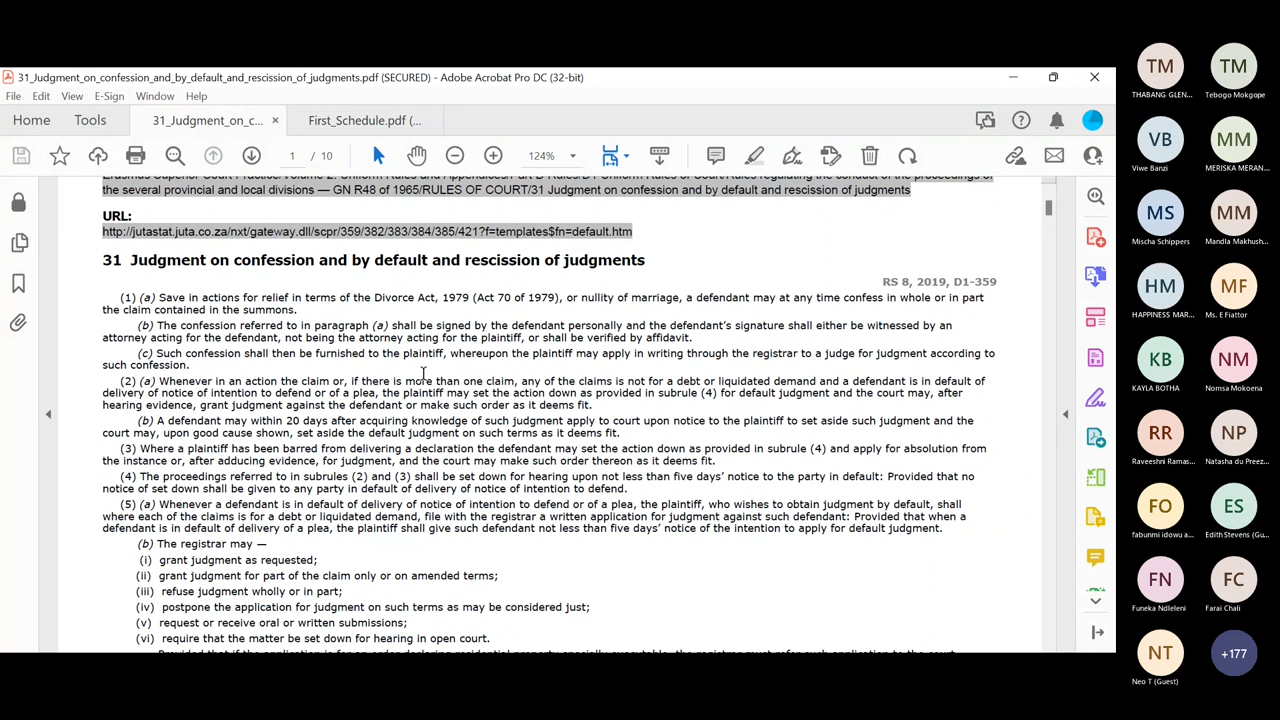 31_Judgment_on_confession_and_by_default_and_rescission_of_judgments.pdf (SECURED) - Adobe Acrobat Pro DC (32-bit)
File Edit View E-Sign Window Help
Home Tools 31_Judgment_on_c... × First_Schedule.pdf (...
1 / 10 124%
the several provincial and local divisions — GN R48 of 1965/RULES OF COURT/31 Judgment on confession and by default and rescission of judgments
URL:
http://jutastat.juta.co.za/nxt/gateway.dll/scpr/359/382/383/384/385/421?f=templates$fn=default.htm
31 Judgment on confession and by default and rescission of judgments
RS 8, 2019, D1-359
(1) (a) Save in actions for relief in terms of the Divorce Act, 1979 (Act 70 of 1979), or nullity of marriage, a defendant may at any time confess in whole or in part
the claim contained in the summons.
(b) The confession referred to in paragraph (a) shall be signed by the defendant personally and the defendant's signature shall either be witnessed by an
attorney acting for the defendant, not being the attorney acting for the plaintiff, or shall be verified by affidavit.
(c) Such confession shall then be furnished to the plaintiff, whereupon the plaintiff may apply in writing through the registrar to a judge for judgment according to
such confession.
(2) (a) Whenever in an action the claim or, if there is more than one claim, any of the claims is not for a debt or liquidated demand and a defendant is in default of
delivery of notice of intention to defend or of a plea, the plaintiff may set the action down as provided in subrule (4) for default judgment and the court may, after
hearing evidence, grant judgment against the defendant or make such order as it deems fit.
(b) A defendant may within 20 days after acquiring knowledge of such judgment apply to court upon notice to the plaintiff to set aside such judgment and the
court may, upon good cause shown, set aside the default judgment on such terms as it deems fit.
(3) Where a plaintiff has been barred from delivering a declaration the defendant may set the action down as provided in subrule (4) and apply for absolution from
the instance or, after adducing evidence, for judgment, and the court may make such order thereon as it deems fit.
(4) The proceedings referred to in subrules (2) and (3) shall be set down for hearing upon not less than five days' notice to the party in default: Provided that no
notice of set down shall be given to any party in default of delivery of notice of intention to defend.
(5) (a) Whenever a defendant is in default of delivery of notice of intention to defend or of a plea, the plaintiff, who wishes to obtain judgment by default, shall
where each of the claims is for a debt or liquidated demand, file with the registrar a written application for judgment against such defendant: Provided that when a
defendant is in default of delivery of a plea, the plaintiff shall give such defendant not less than five days' notice of the intention to apply for default judgment.
(b) The registrar may —
(i) grant judgment as requested;
(ii) grant judgment for part of the claim only or on amended terms;
(iii) refuse judgment wholly or in part;
(iv) postpone the application for judgment on such terms as may be considered just;
(v) request or receive oral or written submissions;
(vi) require that the matter be set down for hearing in open court.
TM TM
THABANG GLEN... Tebogo Mokgope
VB MM
Viwe Banzi MERISKA MERAN...
MS MM
Mischa Schippers Mandla Makhush...
HM MF
HAPPINESS MAR... Ms. E Fiattor
KB NM
KAYLA BOTHA Nomsa Mokoena
RR NP
Raveeshni Ramas... Natasha du Preez...
FO ES
fabunmi idowu a... Edith Stevens (Gu...
FN FC
Funeka Ndleleni Farai Chali
NT +177
Neo T (Guest)